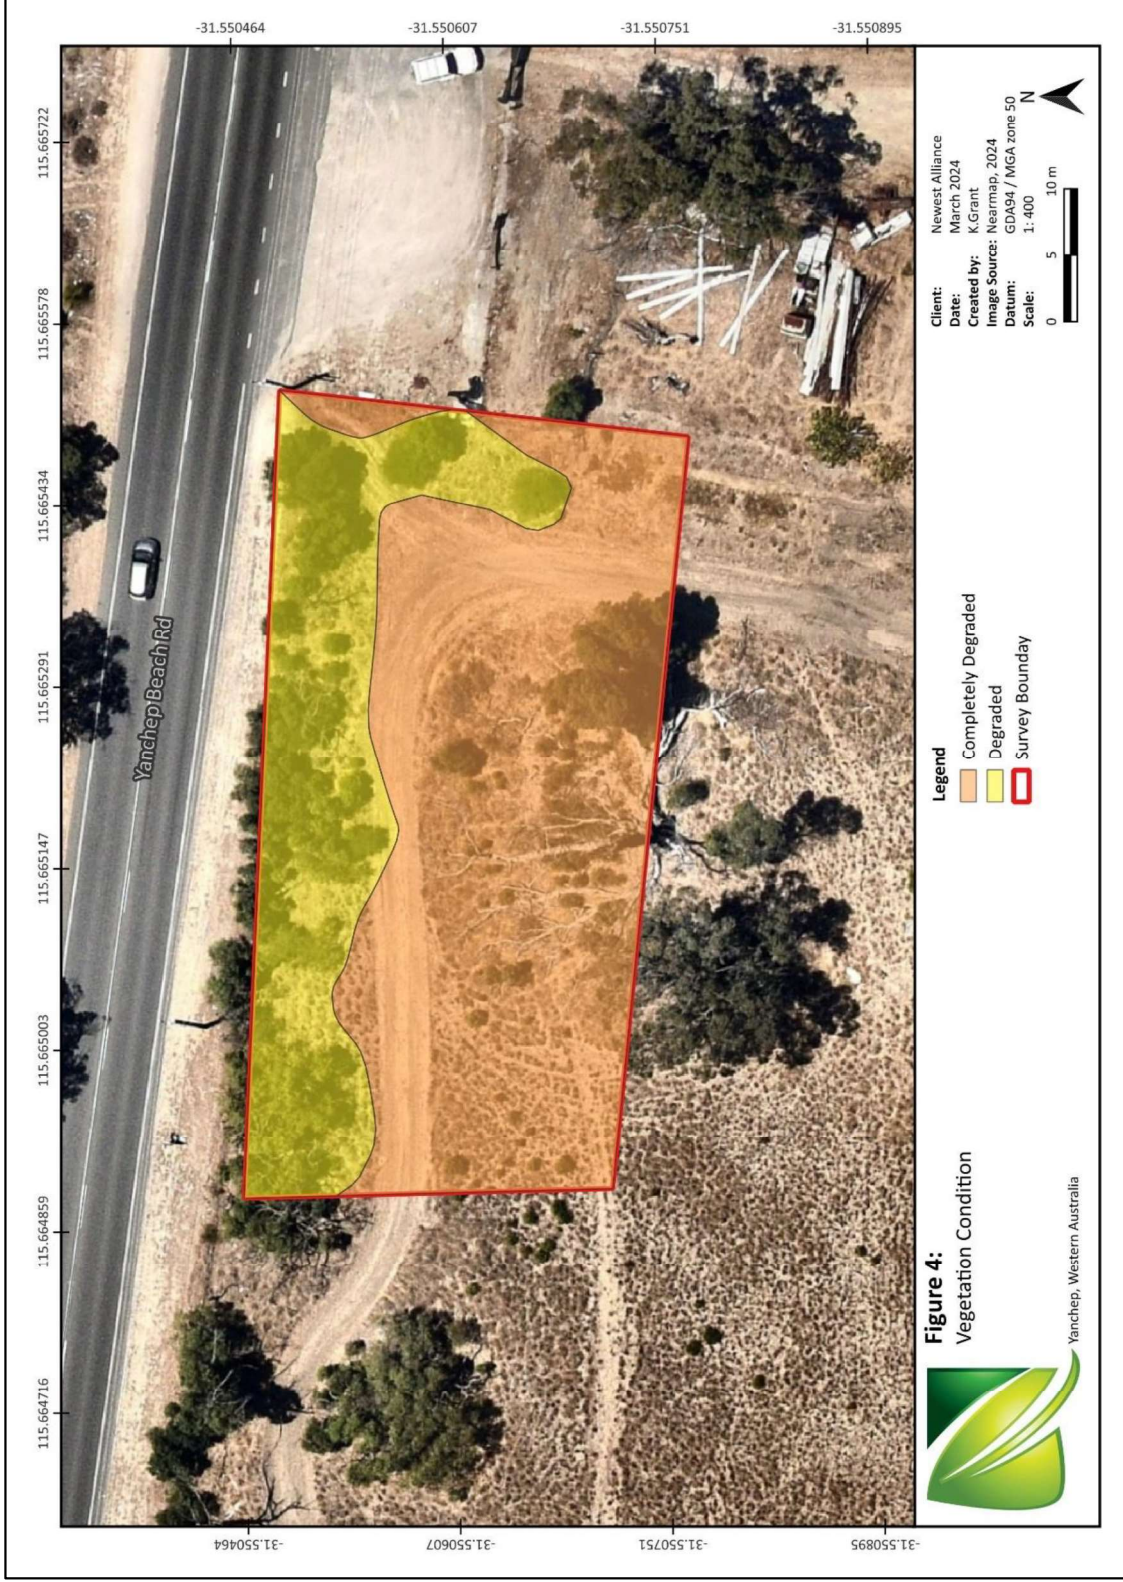 115.664716
115.664859
115.665003
115.665147
115.665291
115.665434
115.665578
115.665722
-31.550464
-31.550607
-31.550751
-31.550895
-31.550464
-31.550607
-31.550751
-31.550895
Yanchep Beach Rd
Figure 4:
Vegetation Condition
Yanchep, Western Australia
Legend
Completely Degraded
Degraded
Survey Boundary
Client: Newest Alliance
Date: March 2024
Created by: K.Grant
Image Source: Nearmap, 2024
Datum: GDA94 / MGA zone 50
Scale: 1: 400
0 5 10 m
N